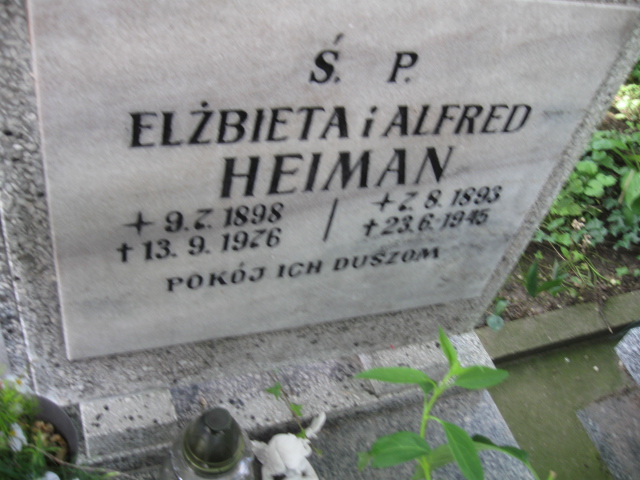 Ś. P.
ELŻBIETA i ALFRED
HEIMAN
+ 9.7.1898 / + 7.8.1893
† 13.9.1976 † 23.6.1945
POKÓJ ICH DUSZOM